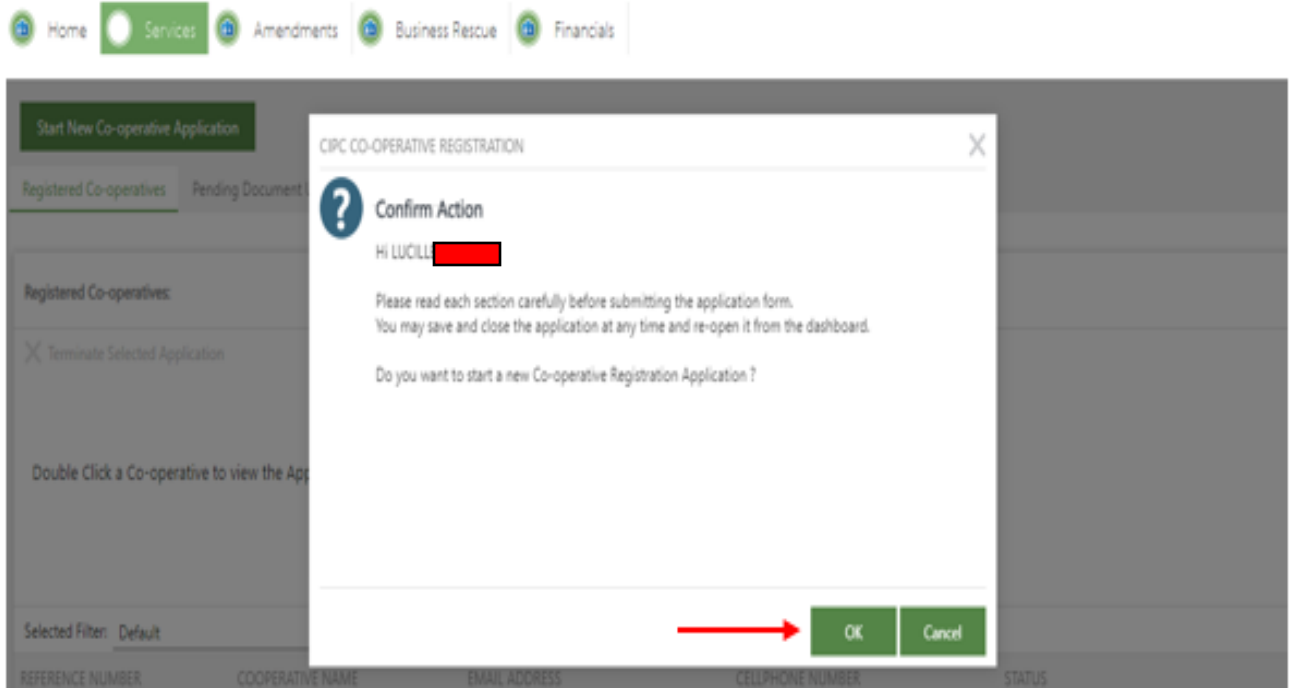 Home Services Amendments Business Rescue Financials
Start New Co-operative Application
CIPC CO-OPERATIVE REGISTRATION
Registered Co-operatives Pending Document
Confirm Action
Hi LUCILL
Registered Co-operatives:
Please read each section carefully before submitting the application form.
You may save and close the application at any time and re-open it from the dashboard.
X Terminate Selected Application
Do you want to start a new Co-operative Registration Application ?
Double Click a Co-operative to view the
Selected Filter: Default
OK Cancel
REFERENCE NUMBER COOPERATIVE NAME EMAIL ADDRESS CELLPHONE NUMBER STATUS